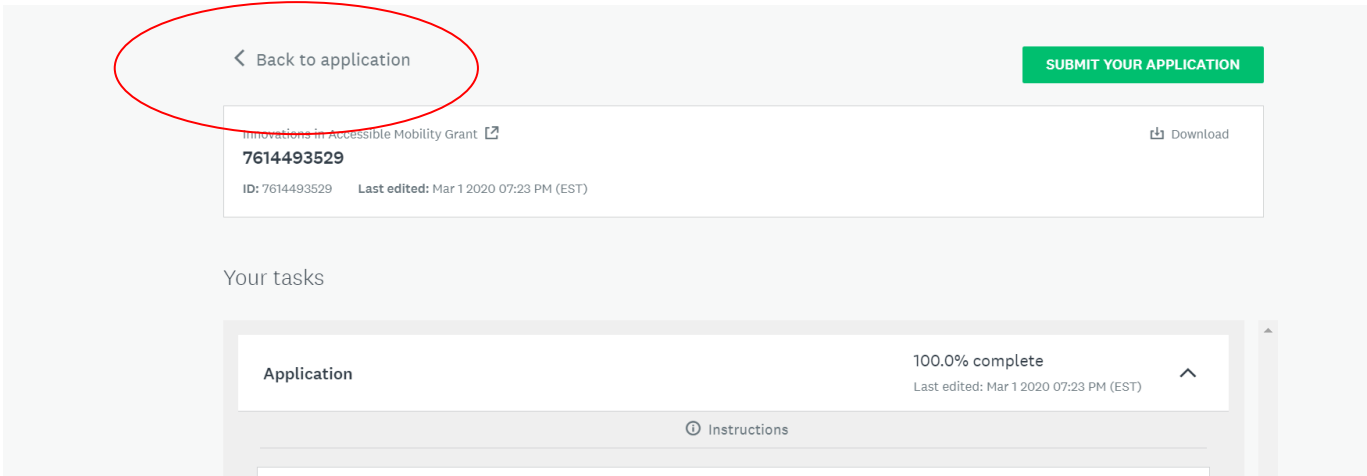 Back to application
SUBMIT YOUR APPLICATION
Innovations in Accessible Mobility Grant
Download
7614493529
ID: 7614493529 Last edited: Mar 1 2020 07:23 PM (EST)
Your tasks
Application
100.0% complete
Last edited: Mar 1 2020 07:23 PM (EST)
Instructions